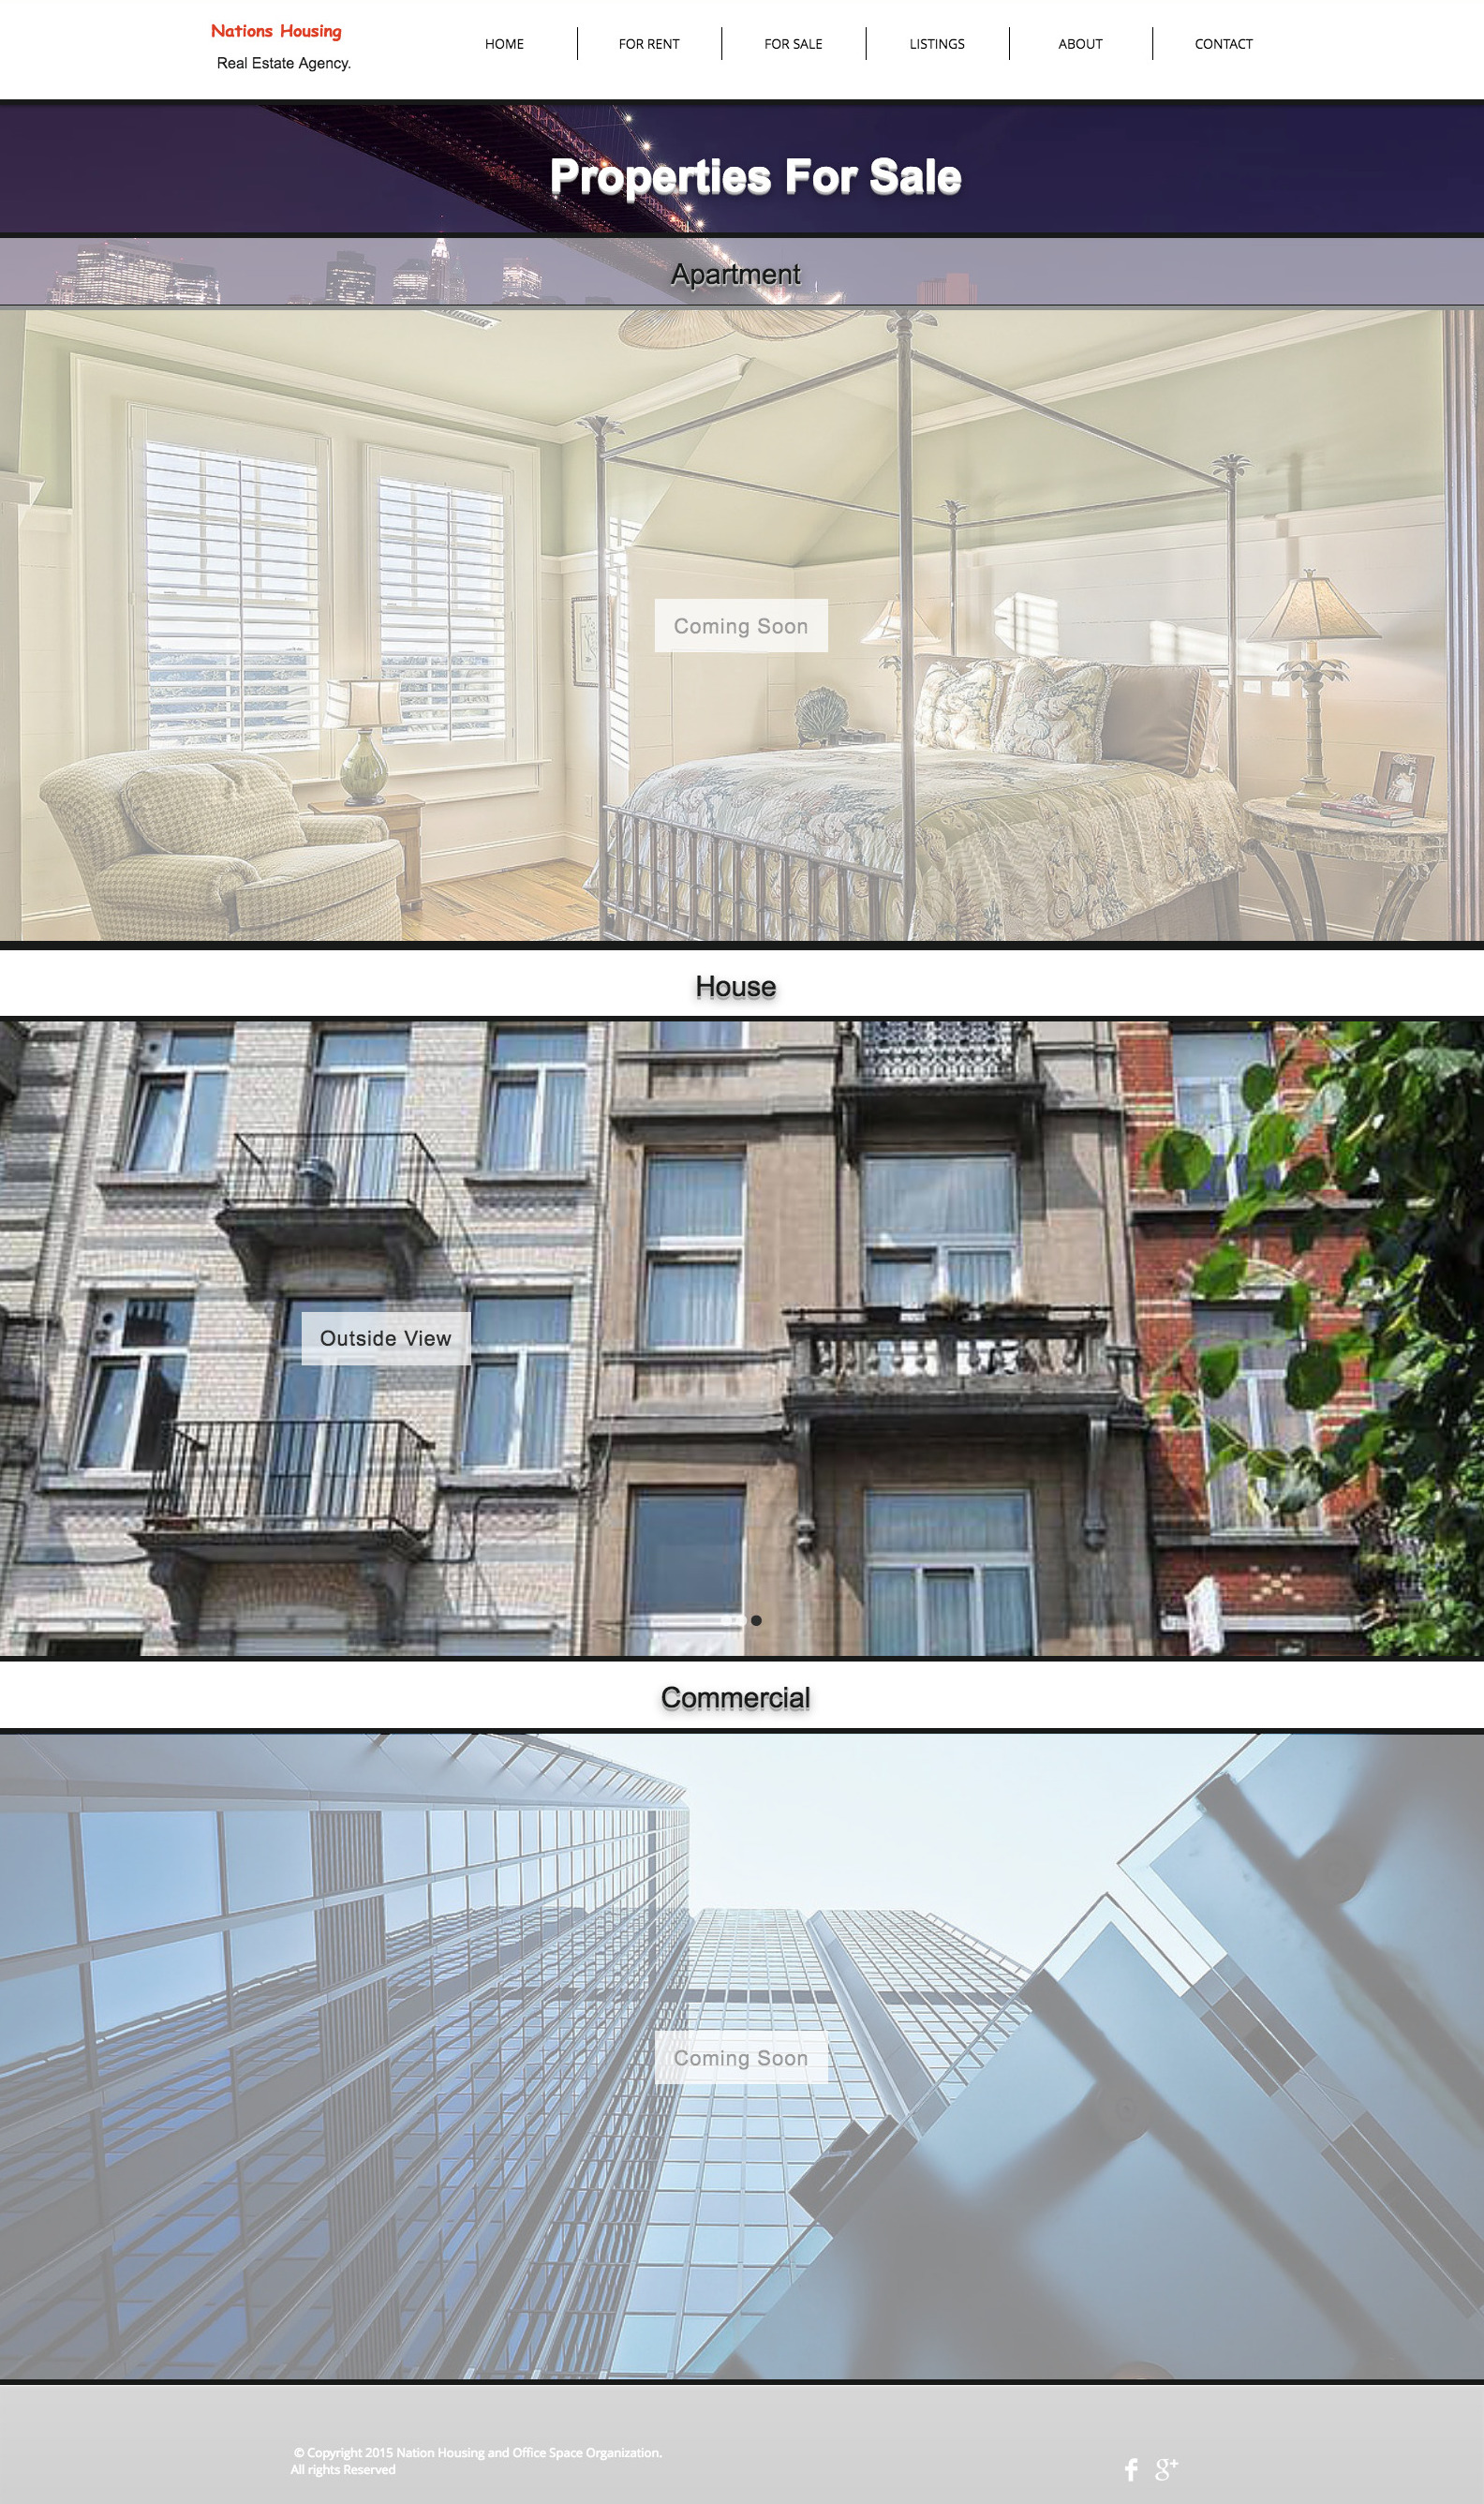 Nations Housing
Real Estate Agency.
HOME
FOR RENT
FOR SALE
LISTINGS
ABOUT
CONTACT
Properties For Sale
Apartment
Coming Soon
House
Outside View
Commercial
Coming Soon
© Copyright 2015 Nation Housing and Office Space Organization.
All rights Reserved